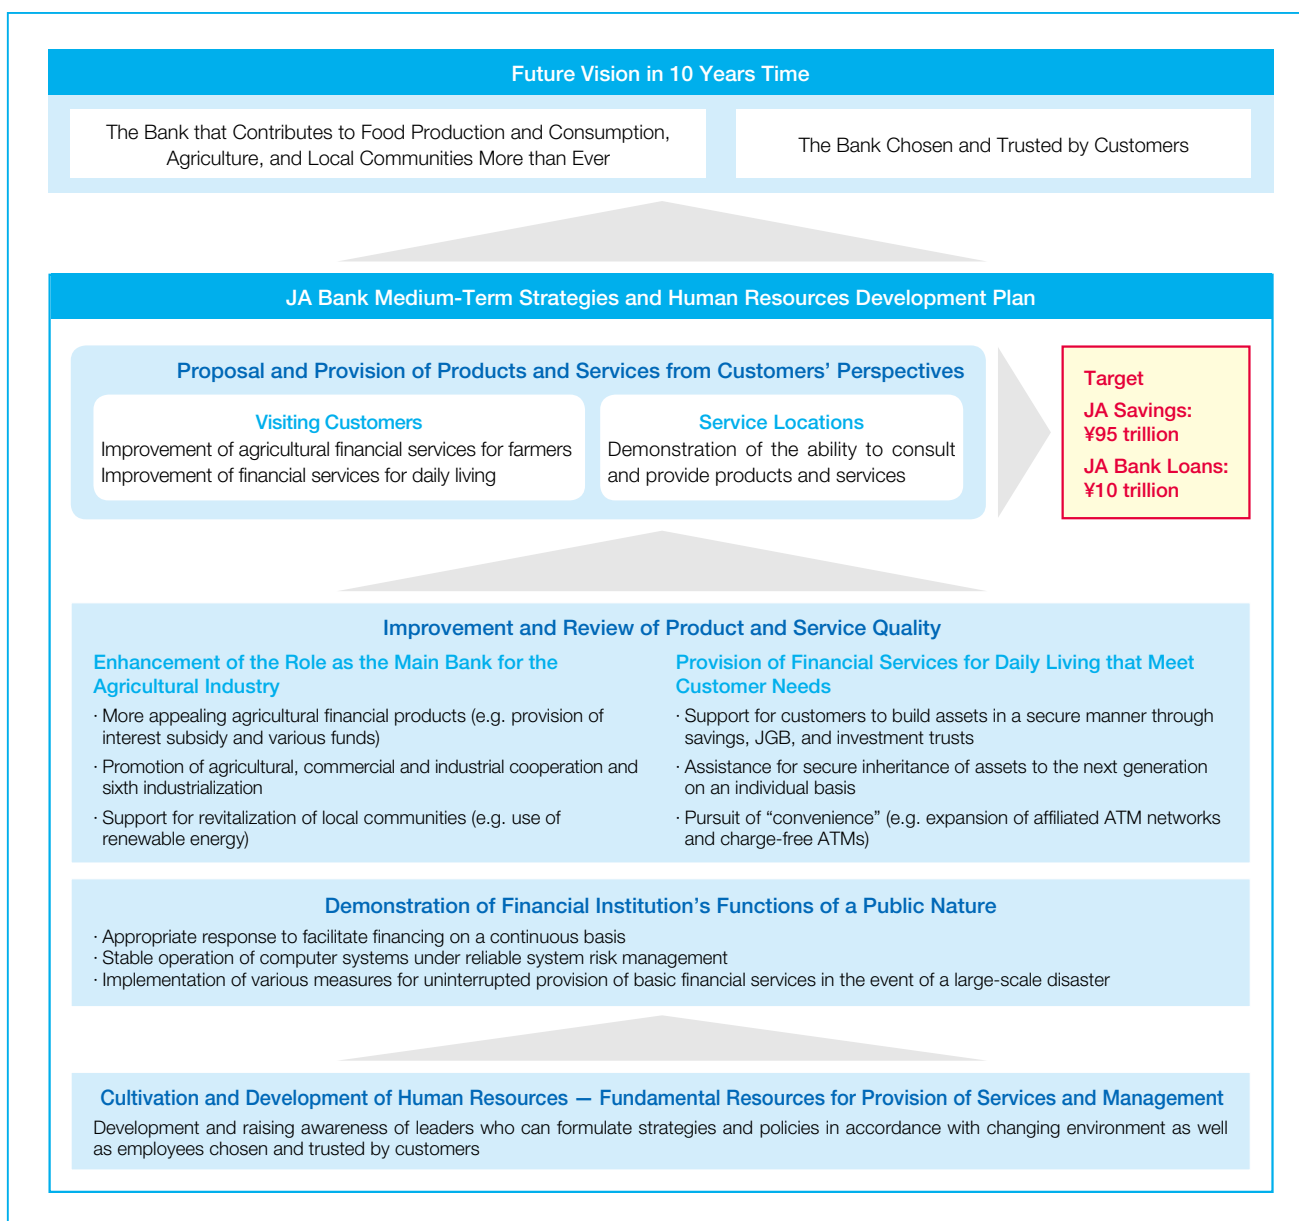 Future Vision in 10 Years Time
The Bank that Contributes to Food Production and Consumption,
Agriculture, and Local Communities More than Ever
The Bank Chosen and Trusted by Customers
JA Bank Medium-Term Strategies and Human Resources Development Plan
Proposal and Provision of Products and Services from Customers’ Perspectives
Visiting Customers
Improvement of agricultural financial services for farmers
Improvement of financial services for daily living
Service Locations
Demonstration of the ability to consult
and provide products and services
Target
JA Savings:
¥95 trillion
JA Bank Loans:
¥10 trillion
Improvement and Review of Product and Service Quality
Enhancement of the Role as the Main Bank for the
Agricultural Industry
· More appealing agricultural financial products (e.g. provision of
interest subsidy and various funds)
· Promotion of agricultural, commercial and industrial cooperation and
sixth industrialization
· Support for revitalization of local communities (e.g. use of
renewable energy)
Provision of Financial Services for Daily Living that Meet
Customer Needs
· Support for customers to build assets in a secure manner through
savings, JGB, and investment trusts
· Assistance for secure inheritance of assets to the next generation
on an individual basis
· Pursuit of “convenience” (e.g. expansion of affiliated ATM networks
and charge-free ATMs)
Demonstration of Financial Institution’s Functions of a Public Nature
· Appropriate response to facilitate financing on a continuous basis
· Stable operation of computer systems under reliable system risk management
· Implementation of various measures for uninterrupted provision of basic financial services in the event of a large-scale disaster
Cultivation and Development of Human Resources — Fundamental Resources for Provision of Services and Management
Development and raising awareness of leaders who can formulate strategies and policies in accordance with changing environment as well
as employees chosen and trusted by customers